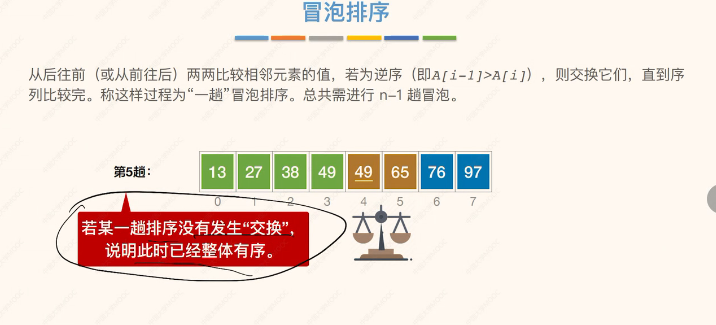 冒泡排序
从后往前（或从前往后）两两比较相邻元素的值，若为逆序（即A[i-1]>A[i]），则交换它们，直到序
列比较完。称这样过程为“一趟”冒泡排序。总共需进行 n-1 趟冒泡。
第5趟： 13 27 38 49 49 65 76 97
0 1 2 3 4 5 6 7
若某一趟排序没有发生“交换”，
说明此时已经整体有序。